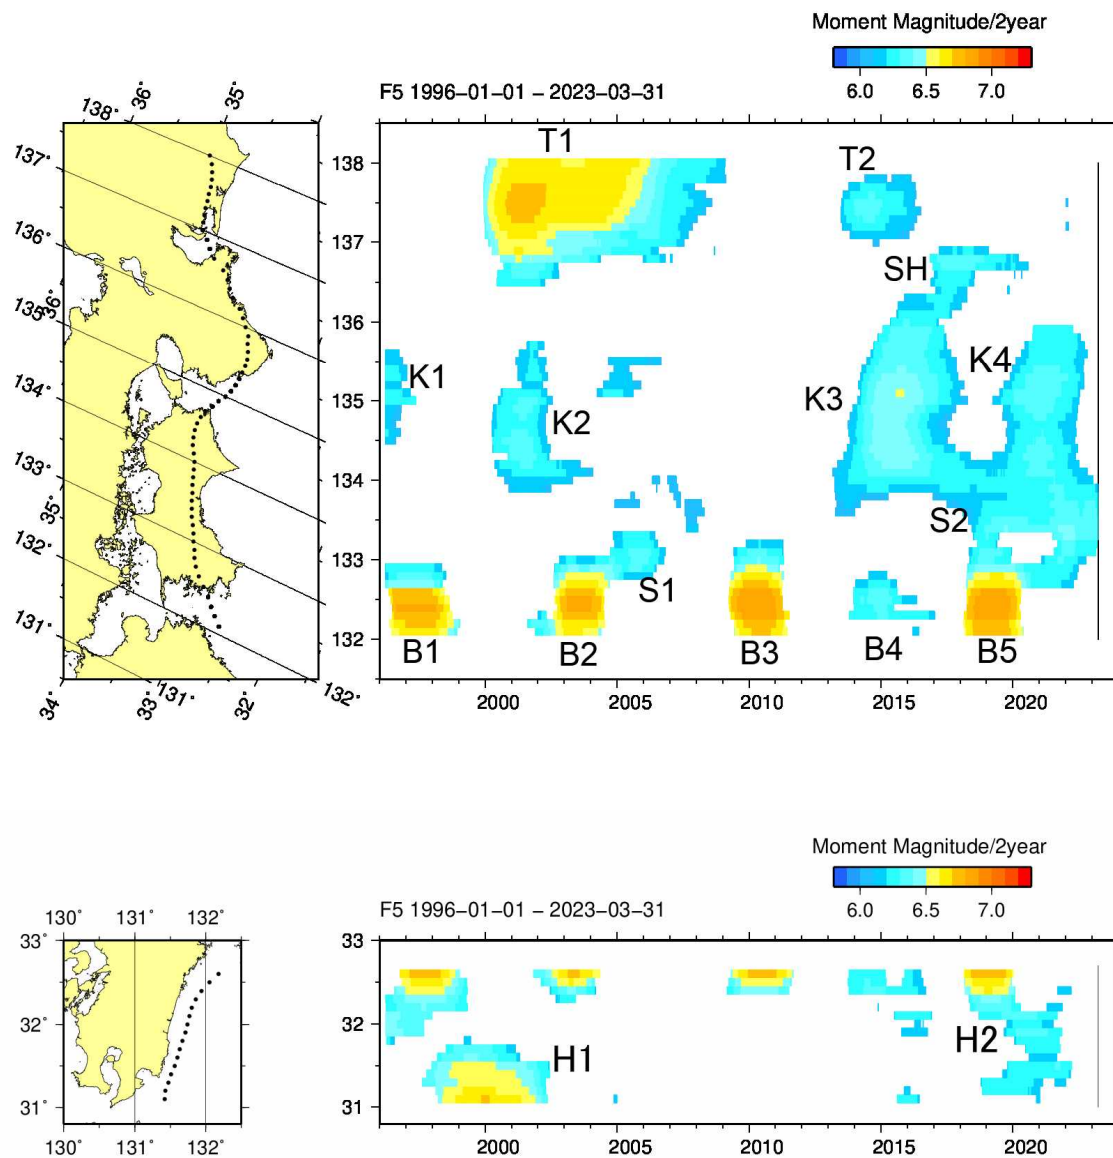 Moment Magnitude/2year
6.0 6.5 7.0
F5 1996-01-01 - 2023-03-31
36° 35°
138°
137°
136°
36°
135°
134°
133°
35°
132°
131°
34° 33° 131° 32° 132°
138
137
136
135
134
133
132
T1
T2
SH
K1
K2
K3
K4
S2
S1
B1 B2 B3 B4 B5
2000 2005 2010 2015 2020
Moment Magnitude/2year
6.0 6.5 7.0
F5 1996-01-01 - 2023-03-31
130° 131° 132°
33° 33
32° 32
31° 31
H1
H2
130° 131° 132°
2000 2005 2010 2015 2020